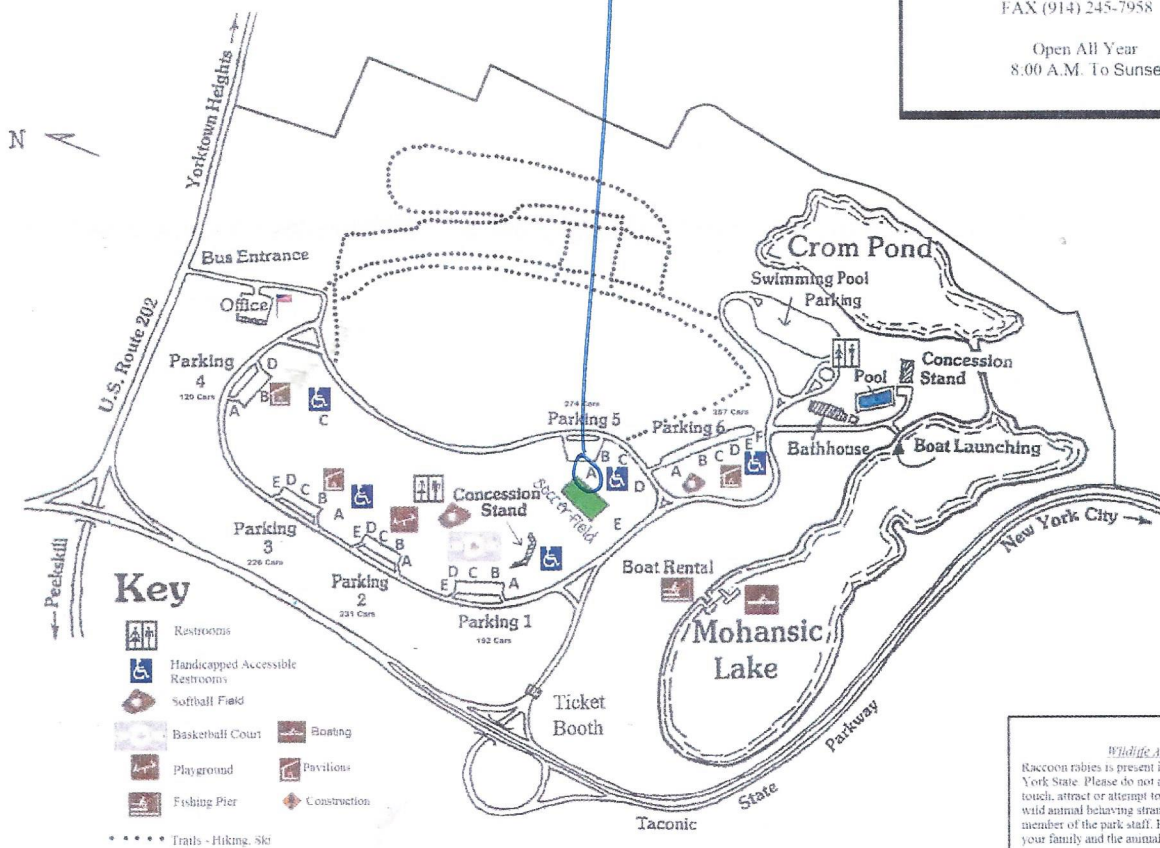 FAX (914) 245-7958
Open All Year
8:00 A.M. To Sunse
N
Yorktown Heights
Bus Entrance
Office
U.S. Route 202
Crom Pond
Swimming Pool
Parking
Concession
Stand
Pool
Bathhouse
Boat Launching
Parking
4
120 Cars
D
A
B
C
274 Cars
Parking 5
B
C
A
D
E
Soccer Field
257 Cars
Parking 6
A
B
C
D
E
F
E
D
C
B
A
Parking
3
226 Cars
E
D
C
B
A
Parking
2
231 Cars
Concession
Stand
E
D
C
B
A
Parking 1
192 Cars
Boat Rental
Mohansic
Lake
New York City
Peekskill
Ticket
Booth
Taconic
State
Parkway
Key
Restrooms
Handicapped Accessible
Restrooms
Softball Field
Basketball Court
Boating
Playground
Pavilions
Fishing Pier
Construction
Trails - Hiking, Ski
Wildlife A
Raccoon rabies is present i
York State. Please do not a
touch, attract or attempt to
wild animal behaving stran
member of the park staff. H
your family and the animal